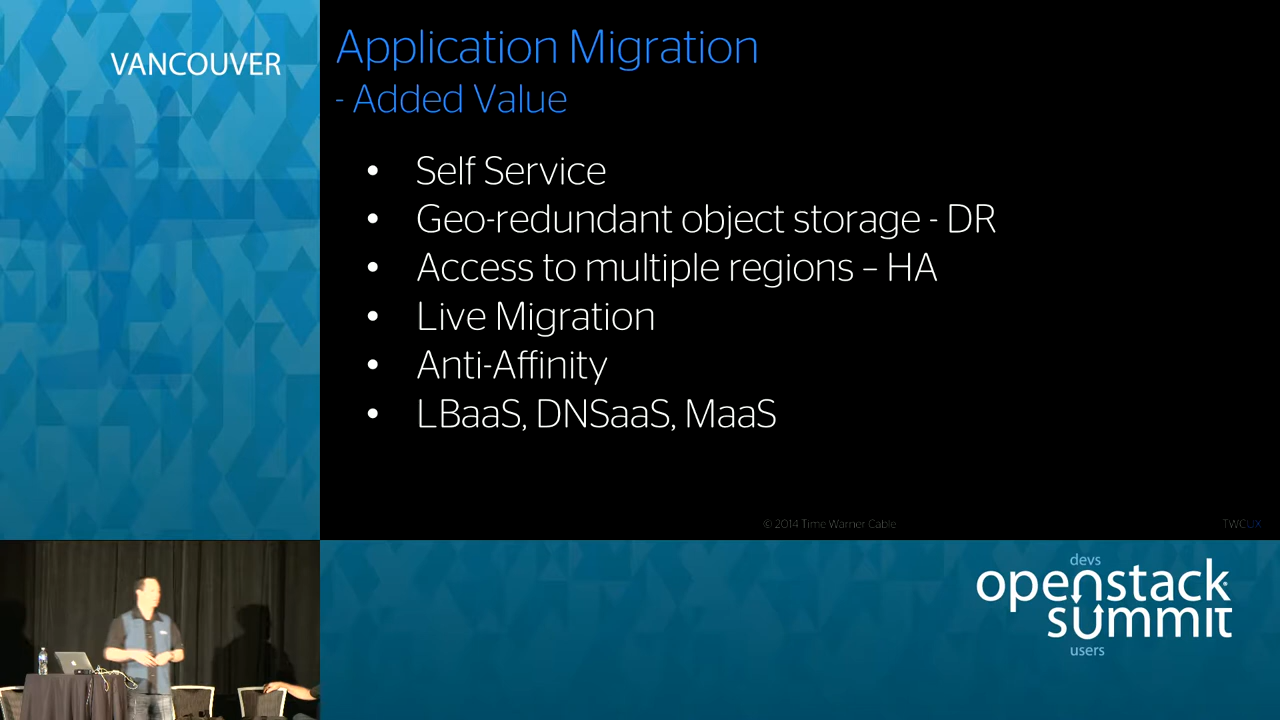 VANCOUVER
Application Migration
- Added Value
• Self Service
• Geo-redundant object storage - DR
• Access to multiple regions – HA
• Live Migration
• Anti-Affinity
• LBaaS, DNSaaS, MaaS
© 2014 Time Warner Cable
TWCUX
devs
openstack
summit
users